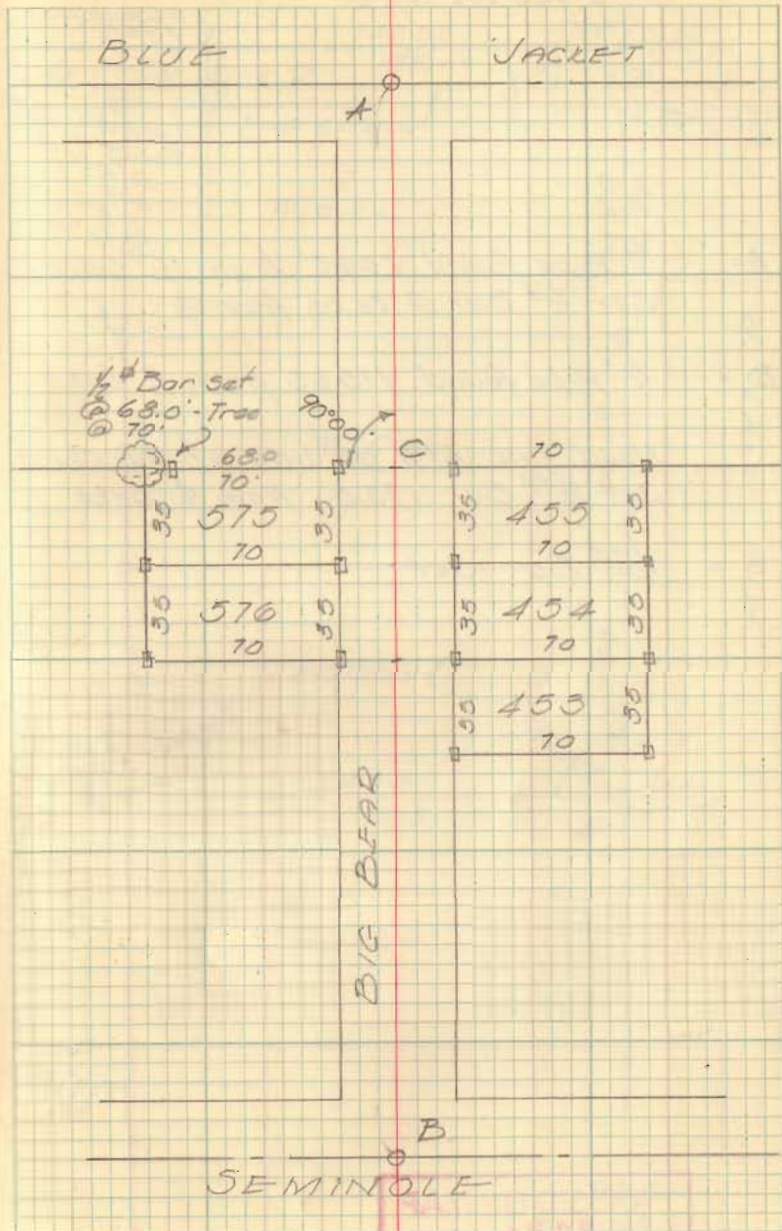 BLUE JACKET
A
1/2"ø Bar set
@ 68.0' - Tree
@ 70'
90°00'
C
68.0
70'
70
35 575 35
35 455 35
70
70
35 576 35
35 454 35
70
70
35 453 35
70
BIG BEAR
B
SEMINOLE